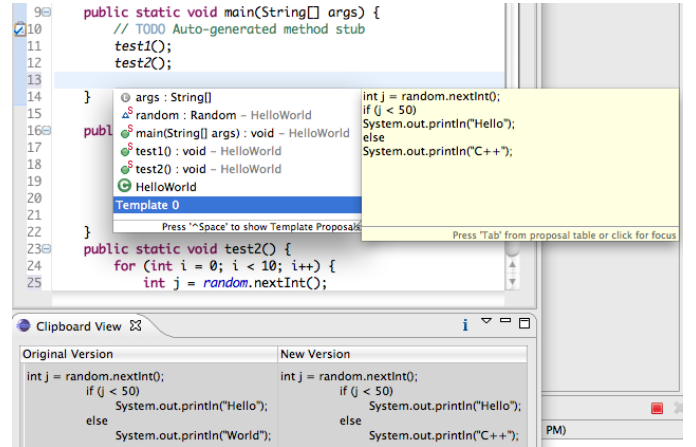 9 public static void main(String[] args) {
10 // TODO Auto-generated method stub
11 test1();
12 test2();
13
14 }
15
16 publ
17
18
19
20
21
22 }
23 public static void test2() {
24 for (int i = 0; i < 10; i++) {
25 int j = random.nextInt();
args : String[]
S random : Random - HelloWorld
S main(String[] args) : void - HelloWorld
S test1() : void - HelloWorld
S test2() : void - HelloWorld
C HelloWorld
Template 0
Press '^Space' to show Template Proposals
int j = random.nextInt();
if (j < 50)
System.out.println("Hello");
else
System.out.println("C++");
Press 'Tab' from proposal table or click for focus
Clipboard View
i
Original Version New Version
int j = random.nextInt(); int j = random.nextInt();
if (j < 50) if (j < 50)
System.out.println("Hello"); System.out.println("Hello");
else else
System.out.println("World"); System.out.println("C++");
PM)